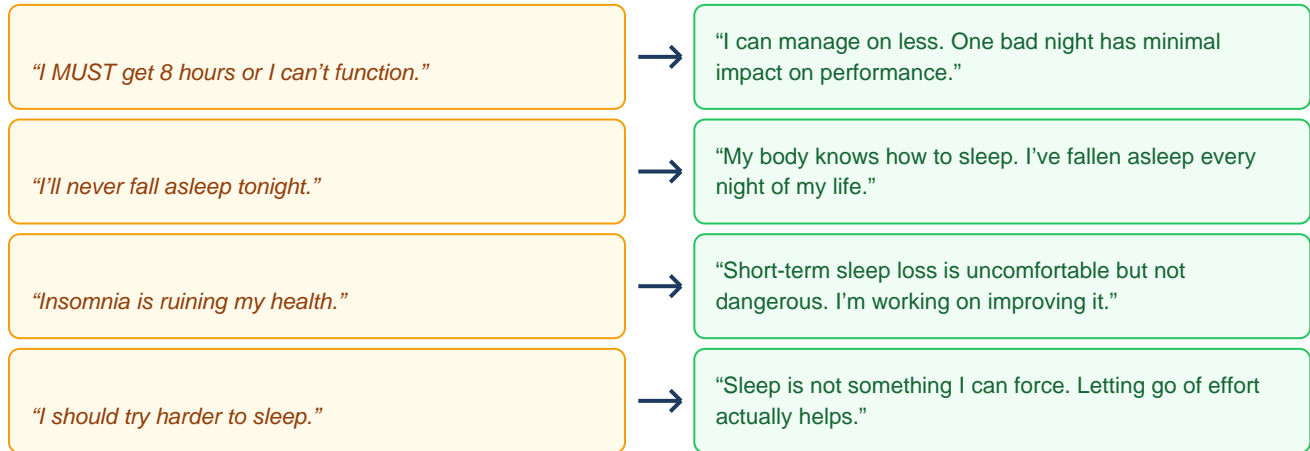 “I MUST get 8 hours or I can’t function.”
“I can manage on less. One bad night has minimal
impact on performance.”
“I’ll never fall asleep tonight.”
“My body knows how to sleep. I’ve fallen asleep every
night of my life.”
“Insomnia is ruining my health.”
“Short-term sleep loss is uncomfortable but not
dangerous. I’m working on improving it.”
“I should try harder to sleep.”
“Sleep is not something I can force. Letting go of effort
actually helps.”